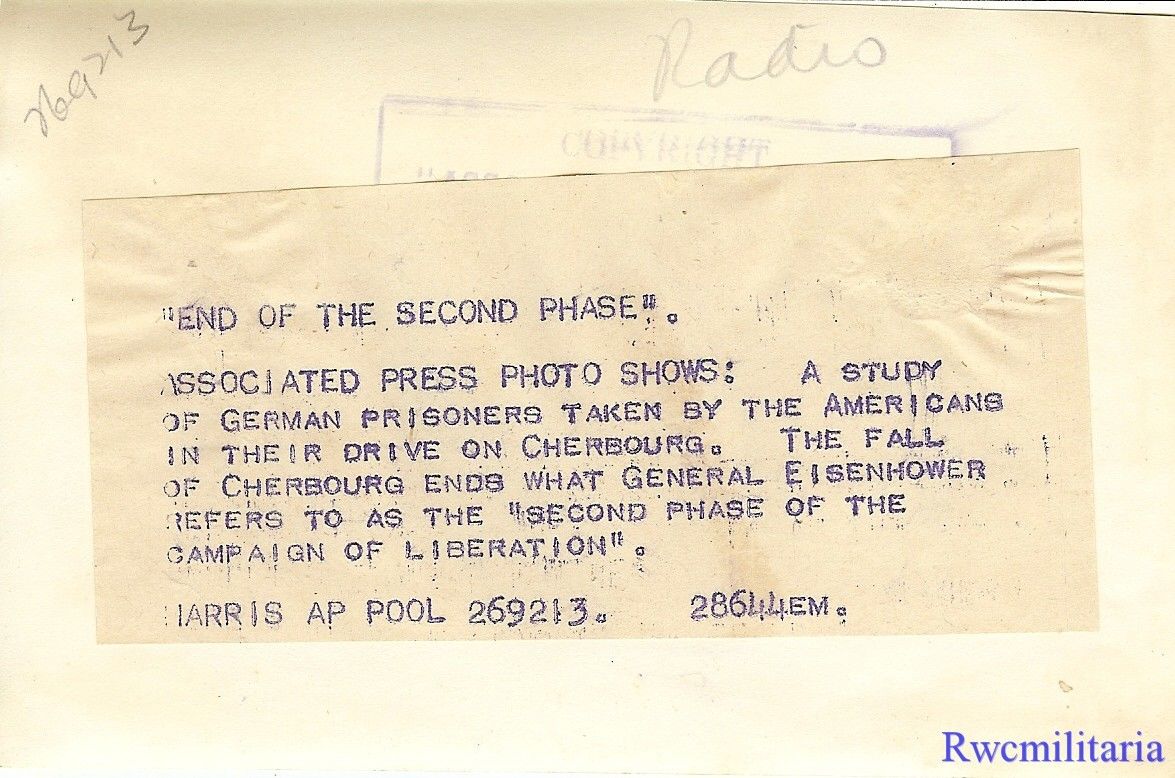 269213
Radio
"END OF THE SECOND PHASE".
ASSOCIATED PRESS PHOTO SHOWS: A STUDY
OF GERMAN PRISONERS TAKEN BY THE AMERICANS
IN THEIR DRIVE ON CHERBOURG. THE FALL
OF CHERBOURG ENDS WHAT GENERAL EISENHOWER
REFERS TO AS THE "SECOND PHASE OF THE
CAMPAIGN OF LIBERATION".
HARRIS AP POOL 269213. 28644EM.
Rwcmilitaria